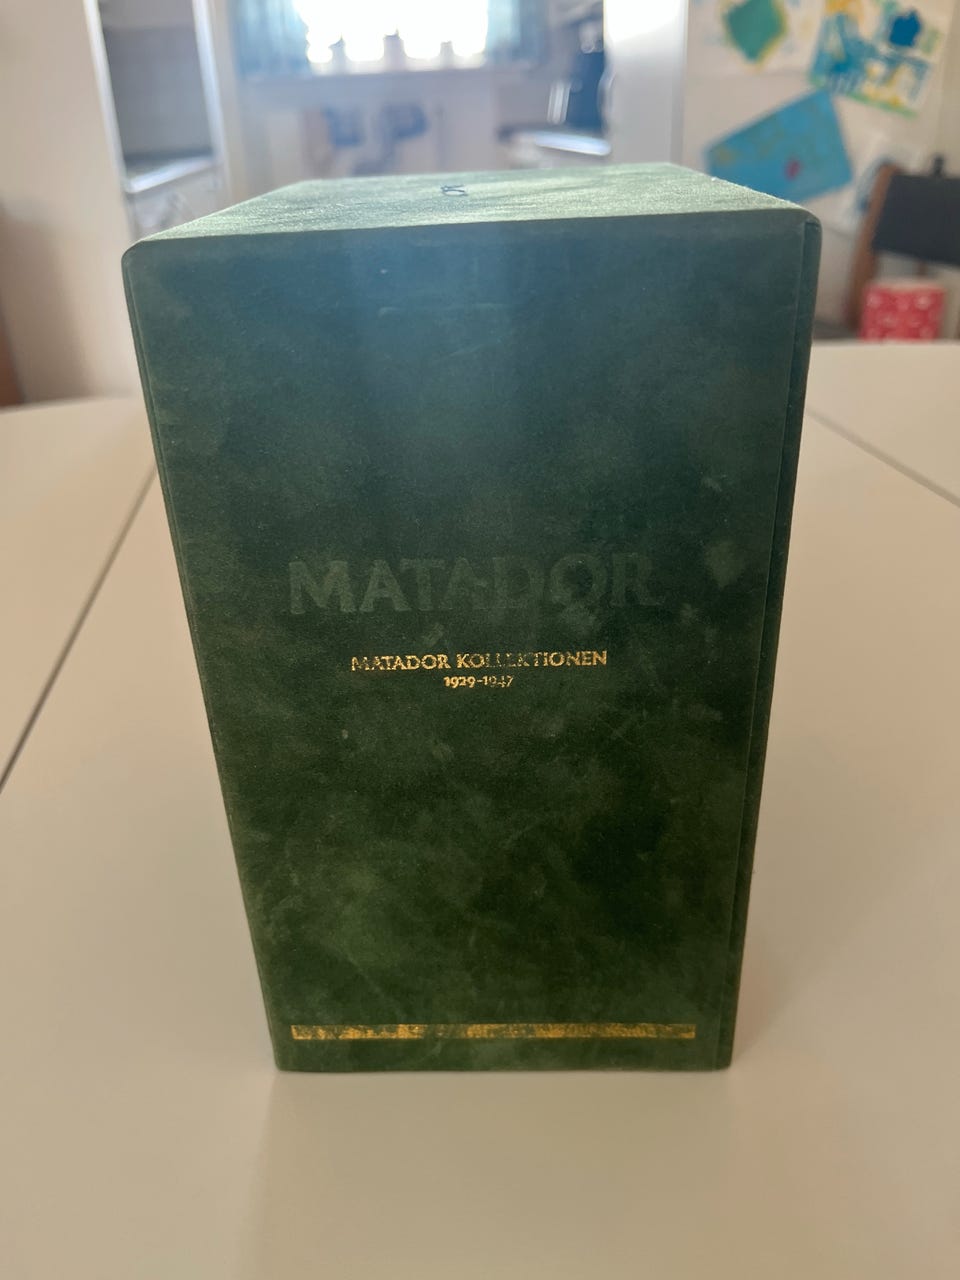 MATADOR
MATADOR KOLLEKTIONEN
1929-1947